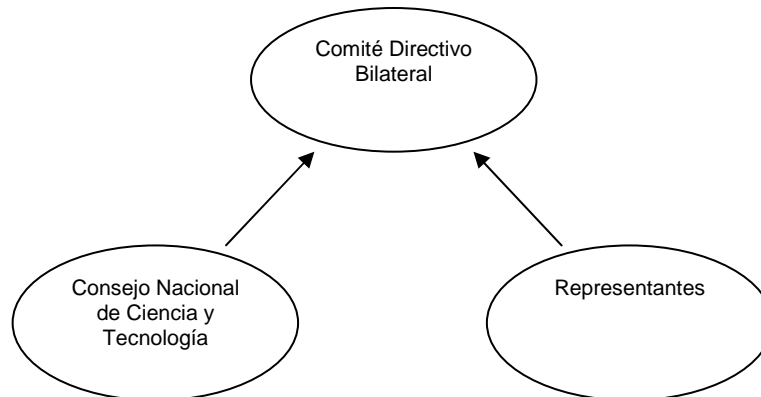 Comité Directivo
Bilateral
Consejo Nacional
de Ciencia y
Tecnología
Representantes